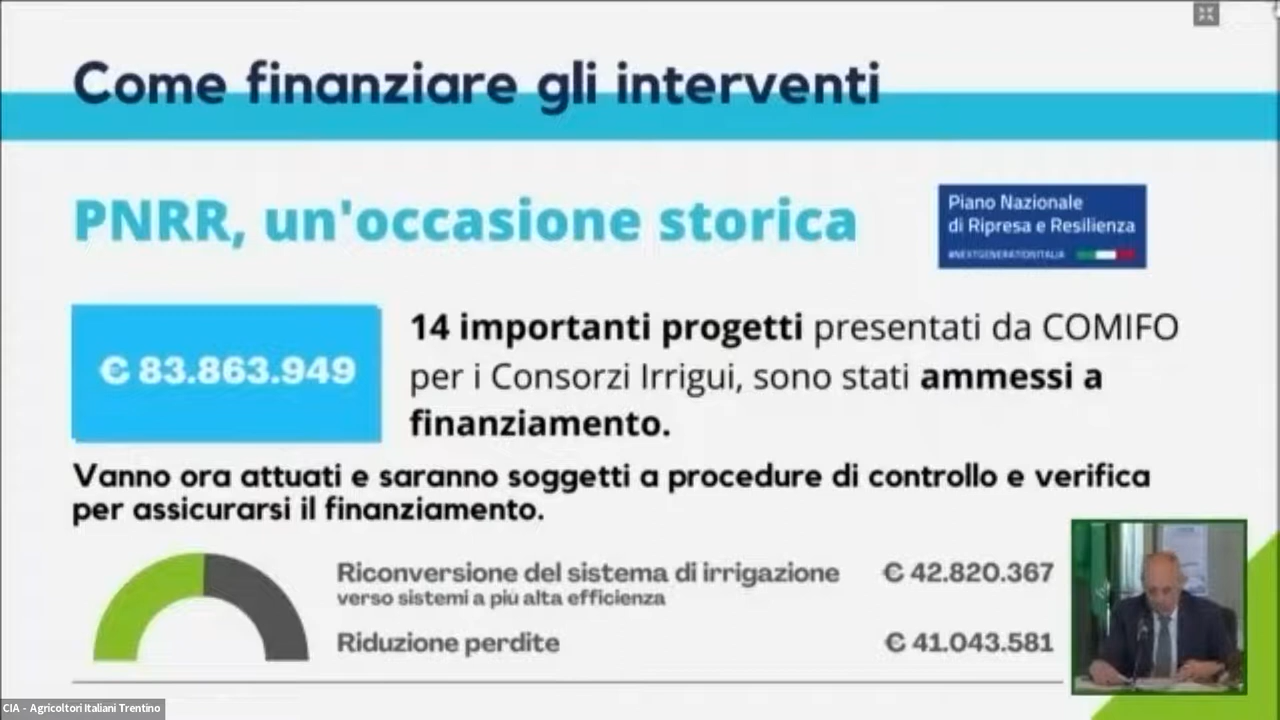 Come finanziare gli interventi
PNRR, un'occasione storica
Piano Nazionale
di Ripresa e Resilienza
#NEXTGENERATIONITALIA
€ 83.863.949
14 importanti progetti presentati da COMIFO
per i Consorzi Irrigui, sono stati ammessi a
finanziamento.
Vanno ora attuati e saranno soggetti a procedure di controllo e verifica
per assicurarsi il finanziamento.
Riconversione del sistema di irrigazione € 42.820.367
verso sistemi a più alta efficienza
Riduzione perdite € 41.043.581
CIA - Agricoltori Italiani Trentino